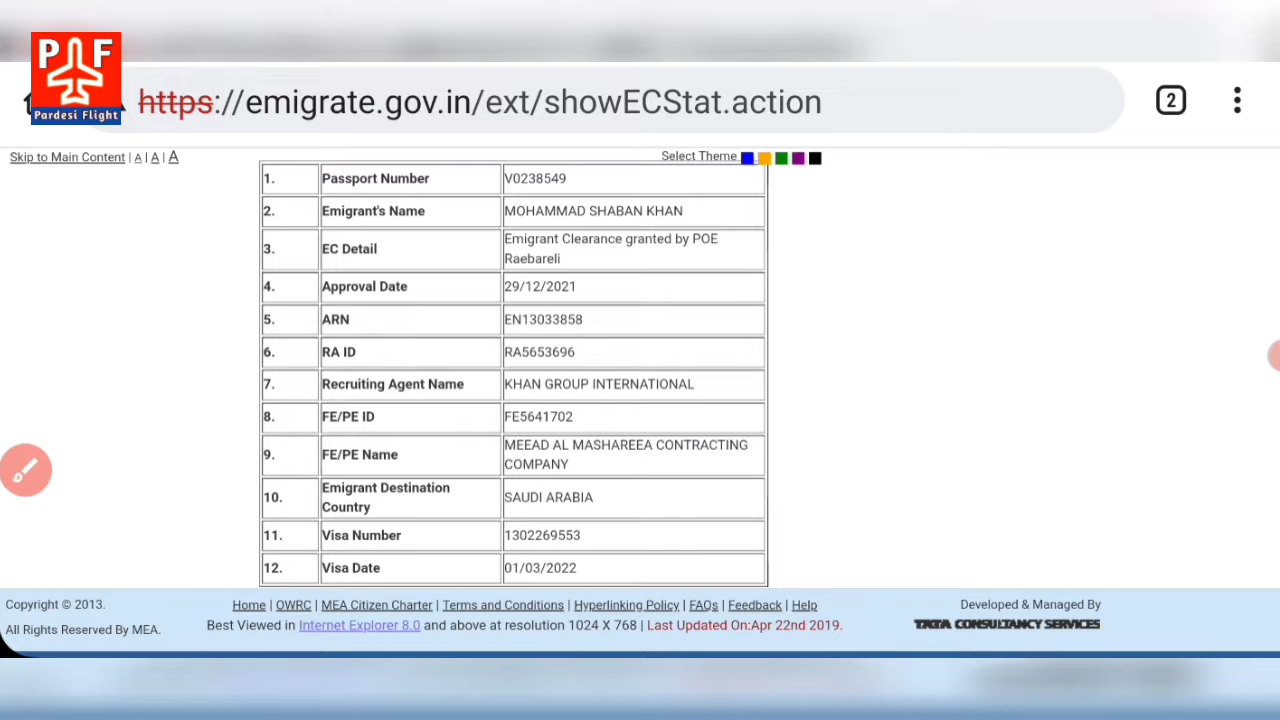 P F
Pardesi Flight
https://emigrate.gov.in/ext/showECStat.action
2
Skip to Main Content | A | A | A
Select Theme
1. Passport Number V0238549
2. Emigrant's Name MOHAMMAD SHABAN KHAN
3. EC Detail Emigrant Clearance granted by POE
Raebareli
4. Approval Date 29/12/2021
5. ARN EN13033858
6. RA ID RA5653696
7. Recruiting Agent Name KHAN GROUP INTERNATIONAL
8. FE/PE ID FE5641702
9. FE/PE Name MEEAD AL MASHAREEA CONTRACTING
COMPANY
10. Emigrant Destination
Country SAUDI ARABIA
11. Visa Number 1302269553
12. Visa Date 01/03/2022
Copyright © 2013.
All Rights Reserved By MEA.
Home | OWRC | MEA Citizen Charter | Terms and Conditions | Hyperlinking Policy | FAQs | Feedback | Help
Best Viewed in Internet Explorer 8.0 and above at resolution 1024 X 768 | Last Updated On:Apr 22nd 2019.
Developed & Managed By
TATA CONSULTANCY SERVICES